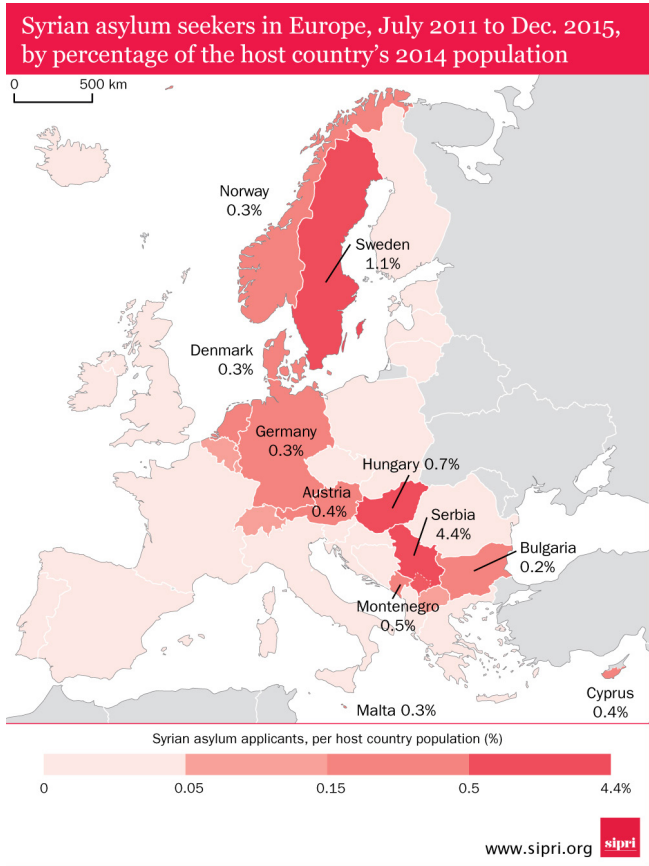 Syrian asylum seekers in Europe, July 2011 to Dec. 2015,
by percentage of the host country's 2014 population
0 500 km
Norway
0.3%
Sweden
1.1%
Denmark
0.3%
Germany
0.3%
Hungary 0.7%
Austria
0.4%
Serbia
4.4%
Bulgaria
0.2%
Montenegro
0.5%
Cyprus
0.4%
Malta 0.3%
Syrian asylum applicants, per host country population (%)
0 0.05 0.15 0.5 4.4%
www.sipri.org sipri